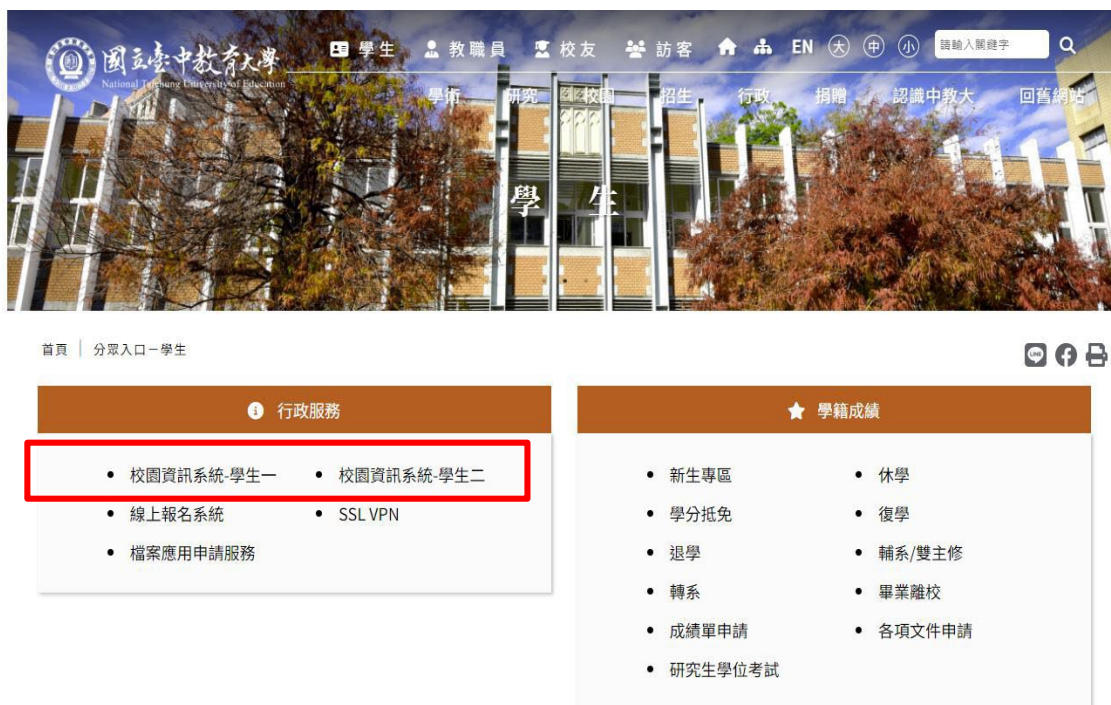 國立臺中教育大學
National Taichung University of Education
學生 教職員 校友 訪客 EN 大 中 小 請輸入關鍵字
學術 研究 校園 招生 行政 捐贈 認識中教大 回舊網站
學 生
首頁 | 分眾入口－學生
LINE
行政服務
• 校園資訊系統-學生一 • 校園資訊系統-學生二
• 線上報名系統 • SSL VPN
• 檔案應用申請服務
學籍成績
• 新生專區 • 休學
• 學分抵免 • 復學
• 退學 • 輔系/雙主修
• 轉系 • 畢業離校
• 成績單申請 • 各項文件申請
• 研究生學位考試